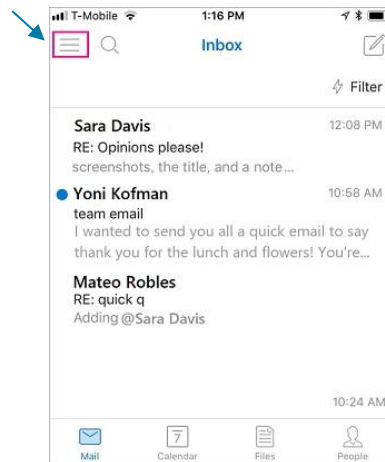 T-Mobile 1:16 PM
Inbox
Filter
Sara Davis 12:08 PM
RE: Opinions please!
screenshots, the title, and a note...
Yoni Kofman 10:58 AM
team email
I wanted to send you all a quick email to say
thank you for the lunch and flowers! You're...
Mateo Robles
RE: quick q
Adding @Sara Davis
10:24 AM
7
Mail Calendar Files People